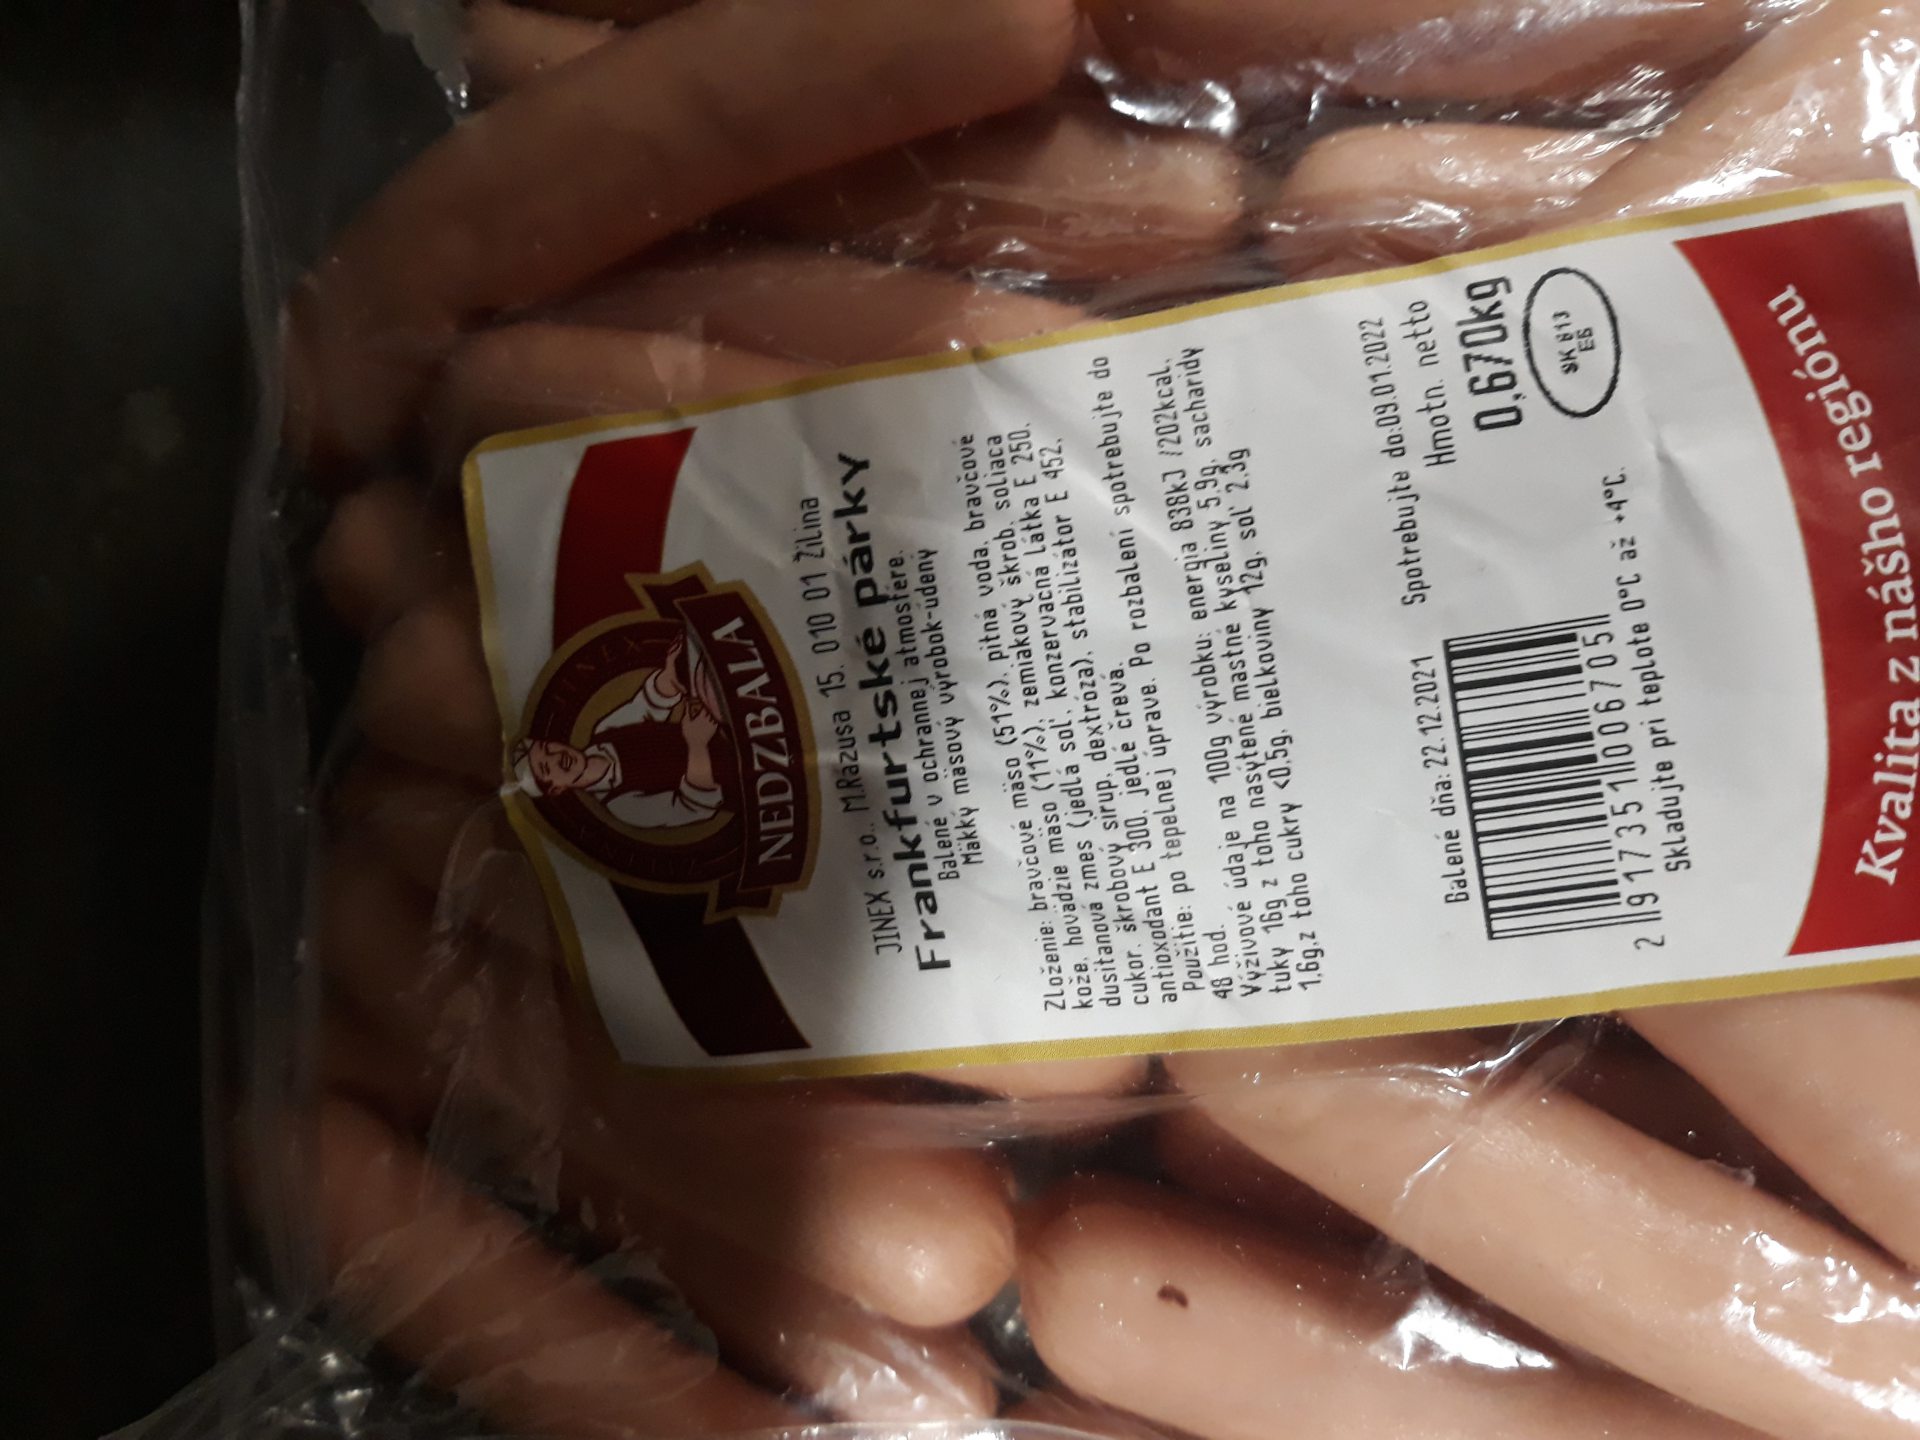 JINEX
NEDZBALA
JINEX s.r.o., M.Rázusa 15, 010 01 Žilina
Frankfurtské párky
Balené v ochrannej atmosfére.
Mäkký mäsový výrobok-údený
Zloženie: bravčové mäso (51%), pitná voda, bravčové
kože, hovädzie mäso (11%), zemiakový škrob, soliaca
dusitanová zmes (jedlá soľ, konzervačná látka E 250,
cukor, škrobový sirup, dextróza), stabilizátor E 452,
antioxodant E 300, jedlé črevá.
Použitie: po tepelnej úprave. Po rozbalení spotrebujte do
48 hod.
Výživové údaje na 100g výrobku: energia 838kJ /202kcal,
tuky 16g, z toho nasýtené mastné kyseliny 5,9g, sacharidy
1,6g,z toho cukry <0,5g, bielkoviny 12g, soľ 2,3g
Balené dňa: 22.12.2021 Spotrebujte do:09.01.2022
Hmotn. netto
0,670kg
2 917351 006705
SK 613
ES
Skladujte pri teplote 0°C až +4°C.
Kvalita z nášho regiónu